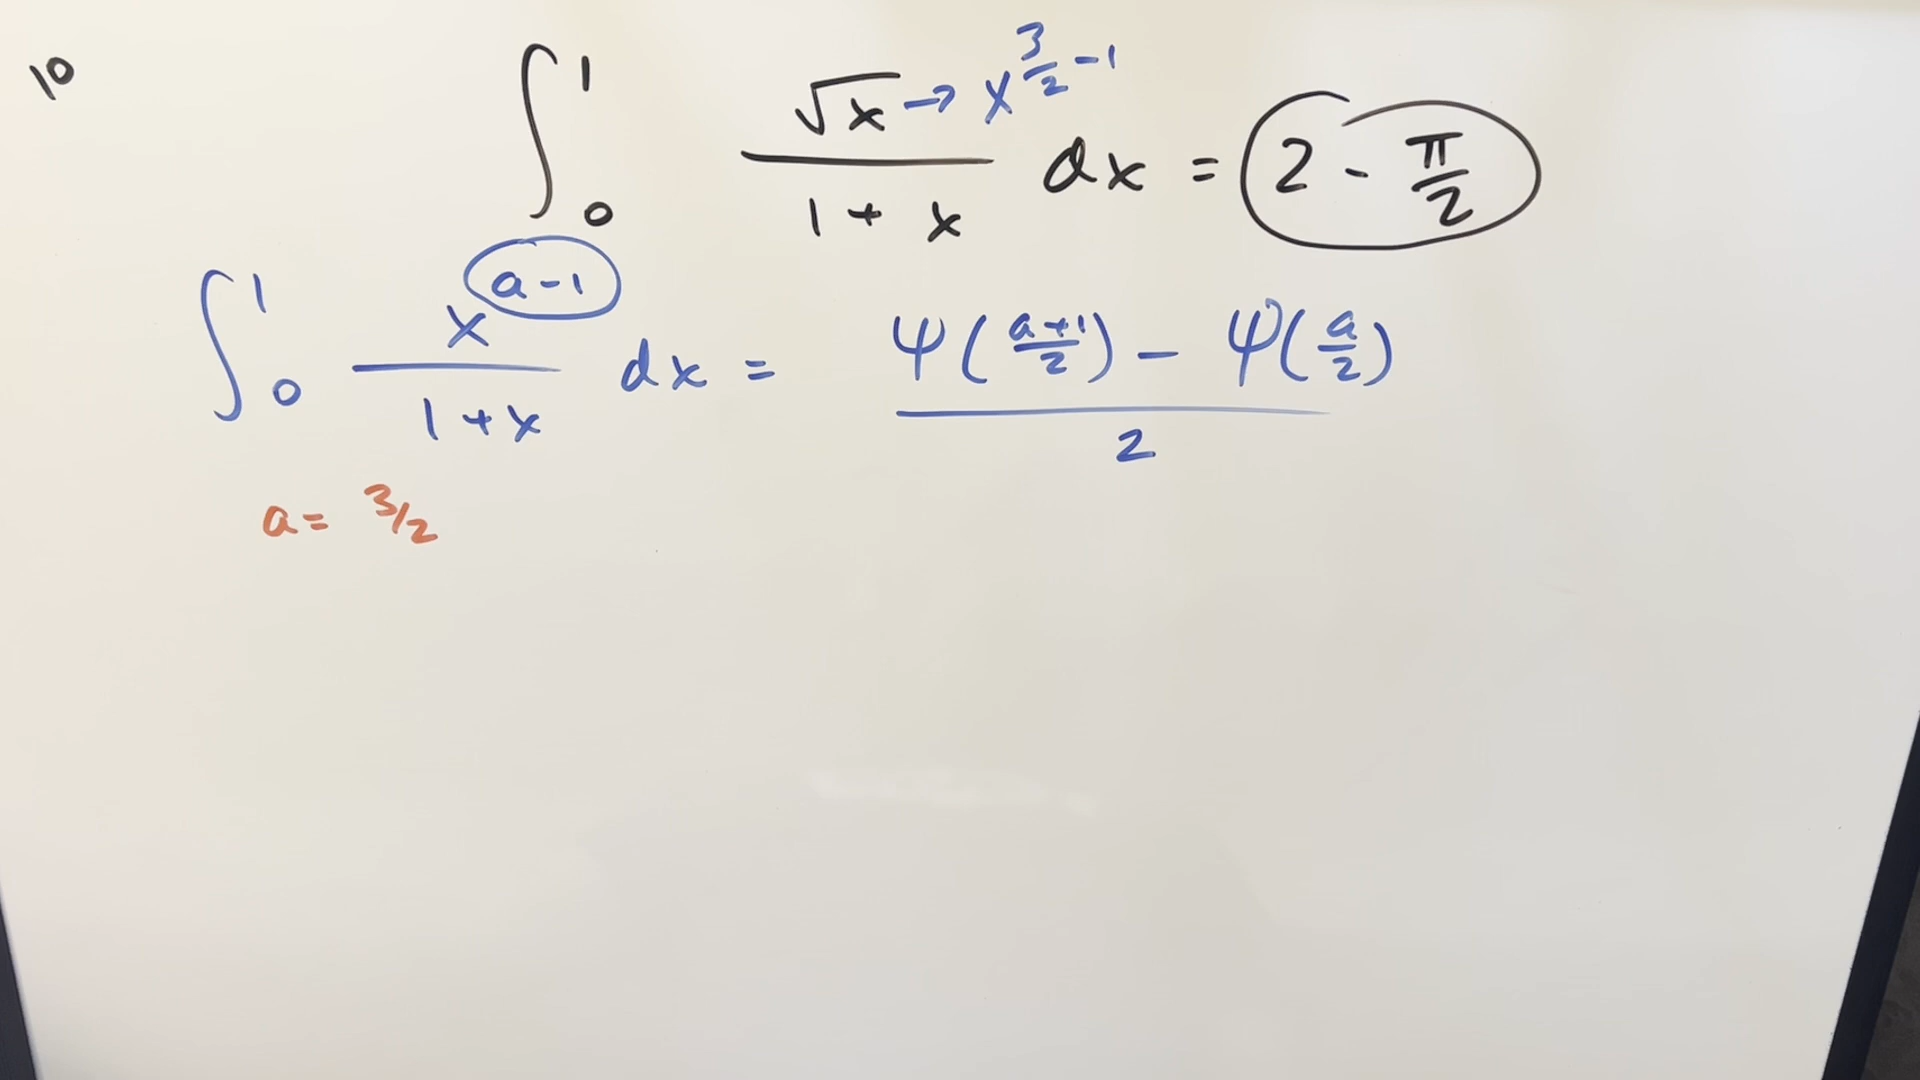 10
∫₀¹ √x → x^(3/2 - 1) / (1 + x) dx = 2 - π/2
∫₀¹ x^(a-1) / (1 + x) dx = (ψ((a+1)/2) - ψ(a/2)) / 2
a = 3/2